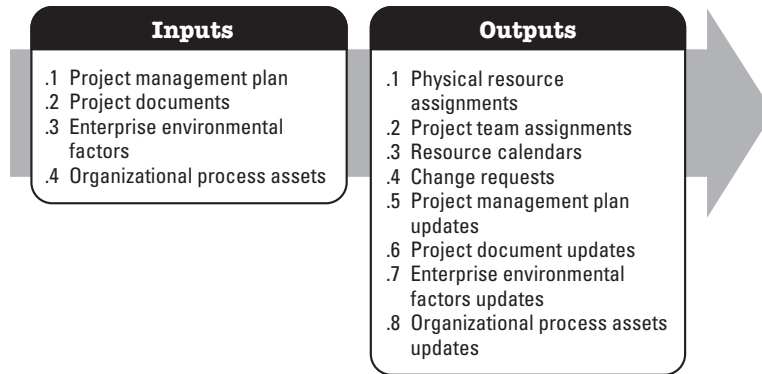 Inputs
.1 Project management plan
.2 Project documents
.3 Enterprise environmental
factors
.4 Organizational process assets
Outputs
.1 Physical resource
assignments
.2 Project team assignments
.3 Resource calendars
.4 Change requests
.5 Project management plan
updates
.6 Project document updates
.7 Enterprise environmental
factors updates
.8 Organizational process assets
updates